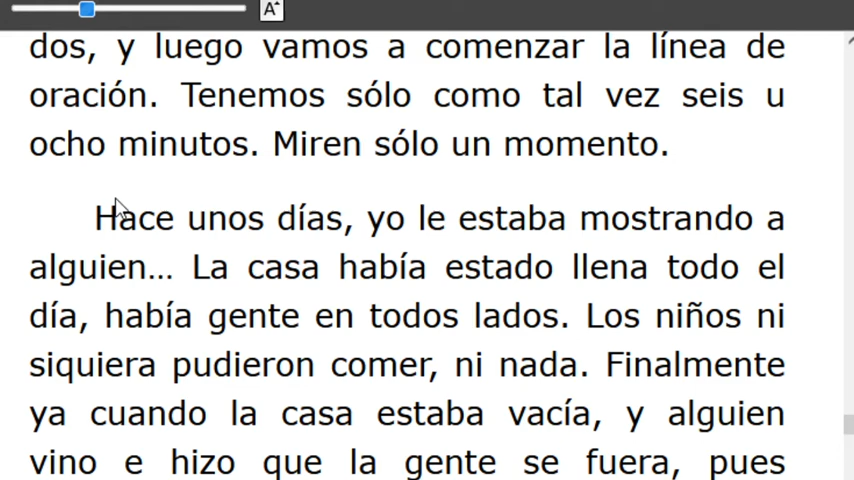 A
dos, y luego vamos a comenzar la línea de
oración. Tenemos sólo como tal vez seis u
ocho minutos. Miren sólo un momento.
Hace unos días, yo le estaba mostrando a
alguien... La casa había estado llena todo el
día, había gente en todos lados. Los niños ni
siquiera pudieron comer, ni nada. Finalmente
ya cuando la casa estaba vacía, y alguien
vino e hizo que la gente se fuera, pues